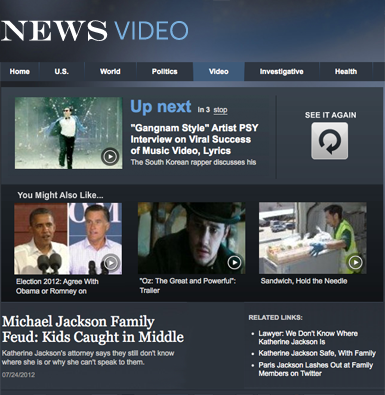 NEWS VIDEO
Home U.S. World Politics Video Investigative Health
Up next in 3 stop
"Gangnam Style" Artist PSY
Interview on Viral Success
of Music Video, Lyrics
The South Korean rapper discusses his
SEE IT AGAIN
You Might Also Like...
Election 2012: Agree With
Obama or Romney on
"Oz: The Great and Powerful":
Trailer
Sandwich, Hold the Needle
Michael Jackson Family
Feud: Kids Caught in Middle
Katherine Jackson's attorney says they still don't know
where she is or why she can't speak to them.
07/24/2012
RELATED LINKS:
Lawyer: We Don't Know Where
Katherine Jackson Is
Katherine Jackson Safe, With Family
Paris Jackson Lashes Out at Family
Members on Twitter